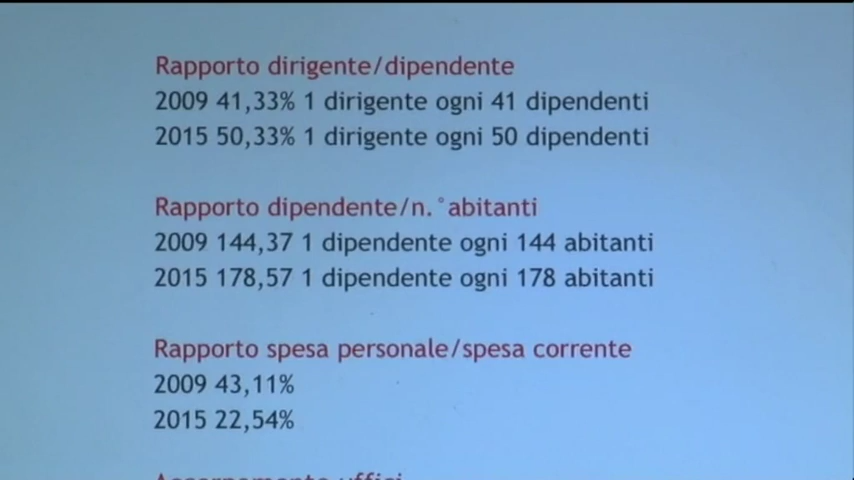 Rapporto dirigente/dipendente
2009 41,33% 1 dirigente ogni 41 dipendenti
2015 50,33% 1 dirigente ogni 50 dipendenti
Rapporto dipendente/n.°abitanti
2009 144,37 1 dipendente ogni 144 abitanti
2015 178,57 1 dipendente ogni 178 abitanti
Rapporto spesa personale/spesa corrente
2009 43,11%
2015 22,54%
Accorpamento uffici